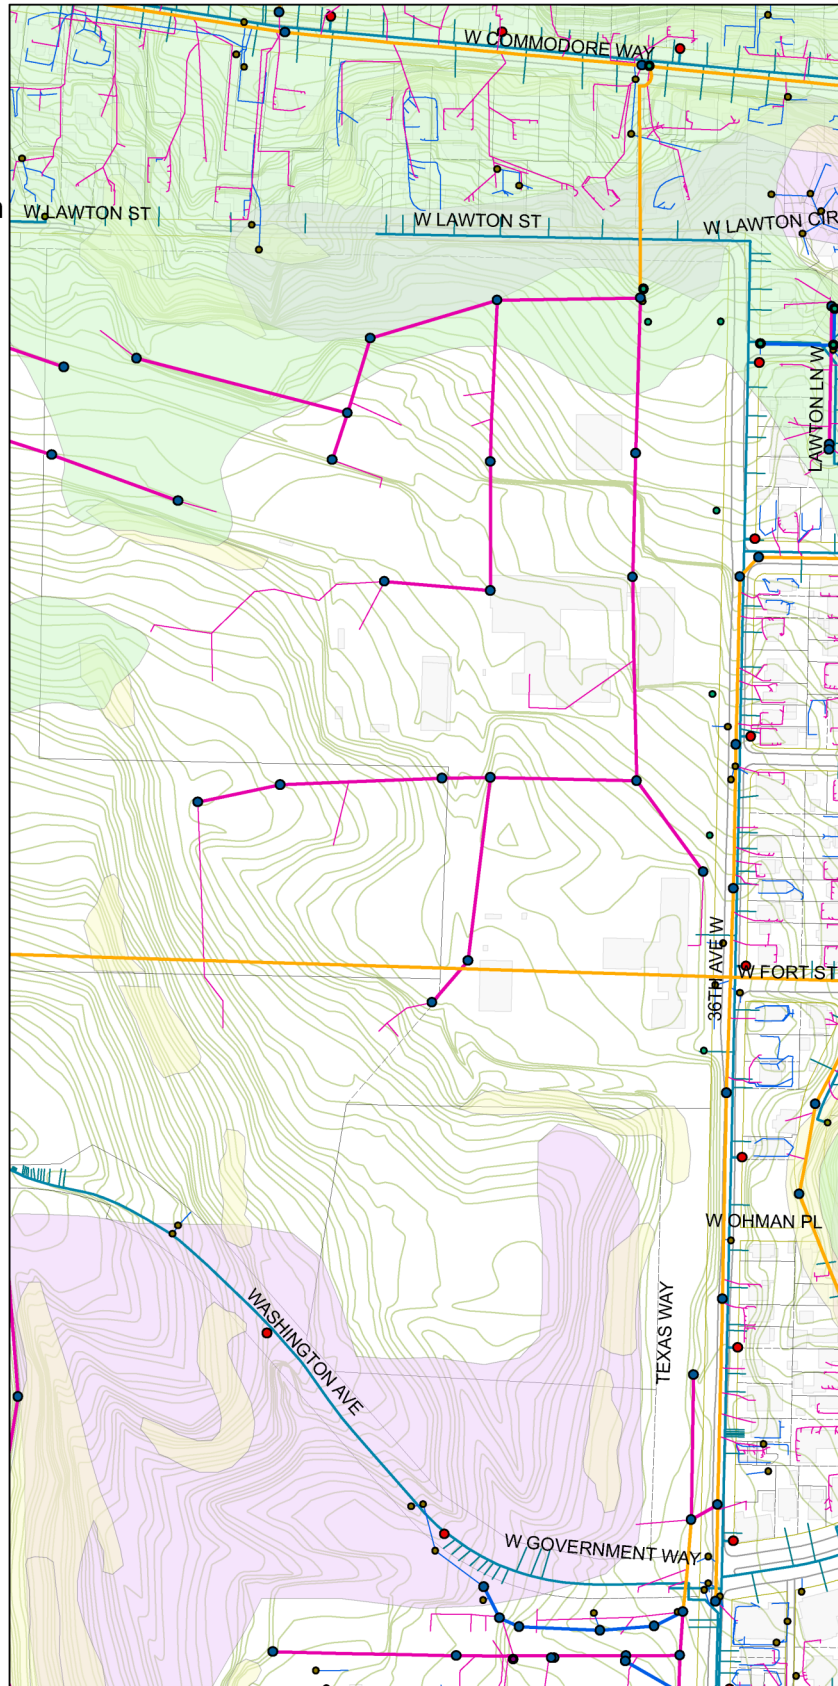 W COMMODORE WAY
W LAWTON ST
W LAWTON ST
W LAWTON CIR
LAWTON LN W
36TH AVE W
W FORT ST
W OHMAN PL
TEXAS WAY
WASHINGTON AVE
W GOVERNMENT WAY